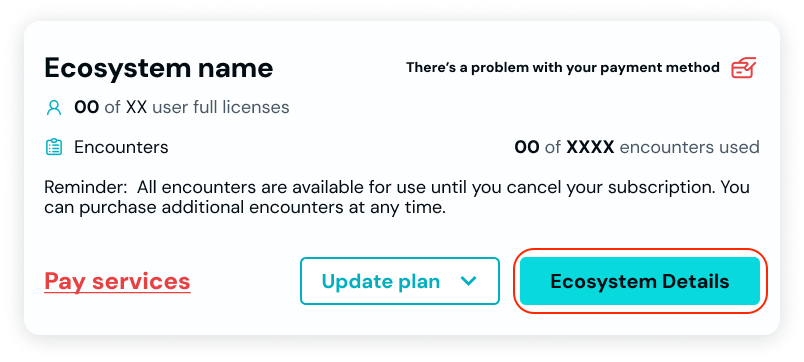 Ecosystem name
There's a problem with your payment method
00 of XX user full licenses
Encounters
00 of XXXX encounters used
Reminder:  All encounters are available for use until you cancel your subscription. You
can purchase additional encounters at any time.
Pay services
Update plan
Ecosystem Details